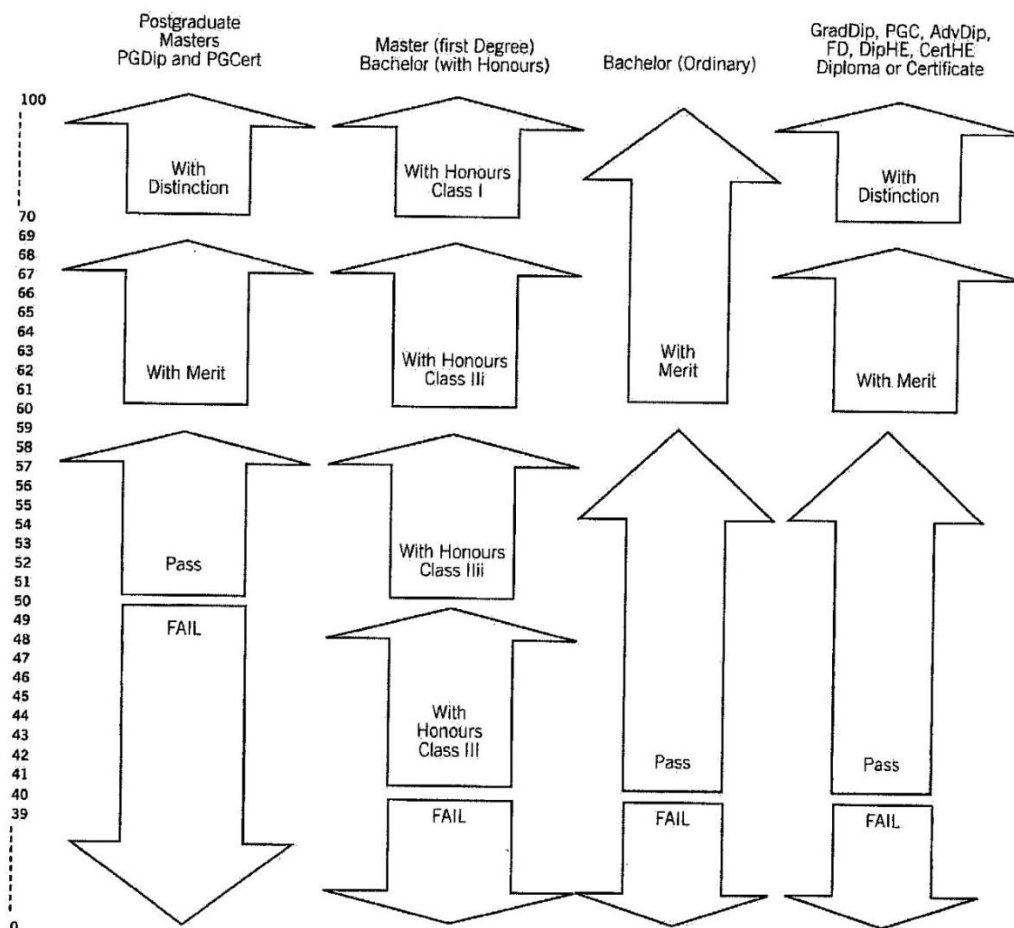 Postgraduate
Masters
PGDip and PGCert
Master (first Degree)
Bachelor (with Honours)
Bachelor (Ordinary)
GradDip, PGC, AdvDip,
FD, DipHE, CertHE
Diploma or Certificate
100
With
Distinction
With Honours
Class I
With
Distinction
70
69
68
67
66
65
64
63
62
61
60
With Merit
With Honours
Class IIi
With
Merit
With Merit
59
58
57
56
55
54
53
52
51
50
Pass
With Honours
Class IIii
49
48
47
46
45
44
43
42
41
40
FAIL
With
Honours
Class III
Pass
Pass
39
FAIL
FAIL
FAIL
0